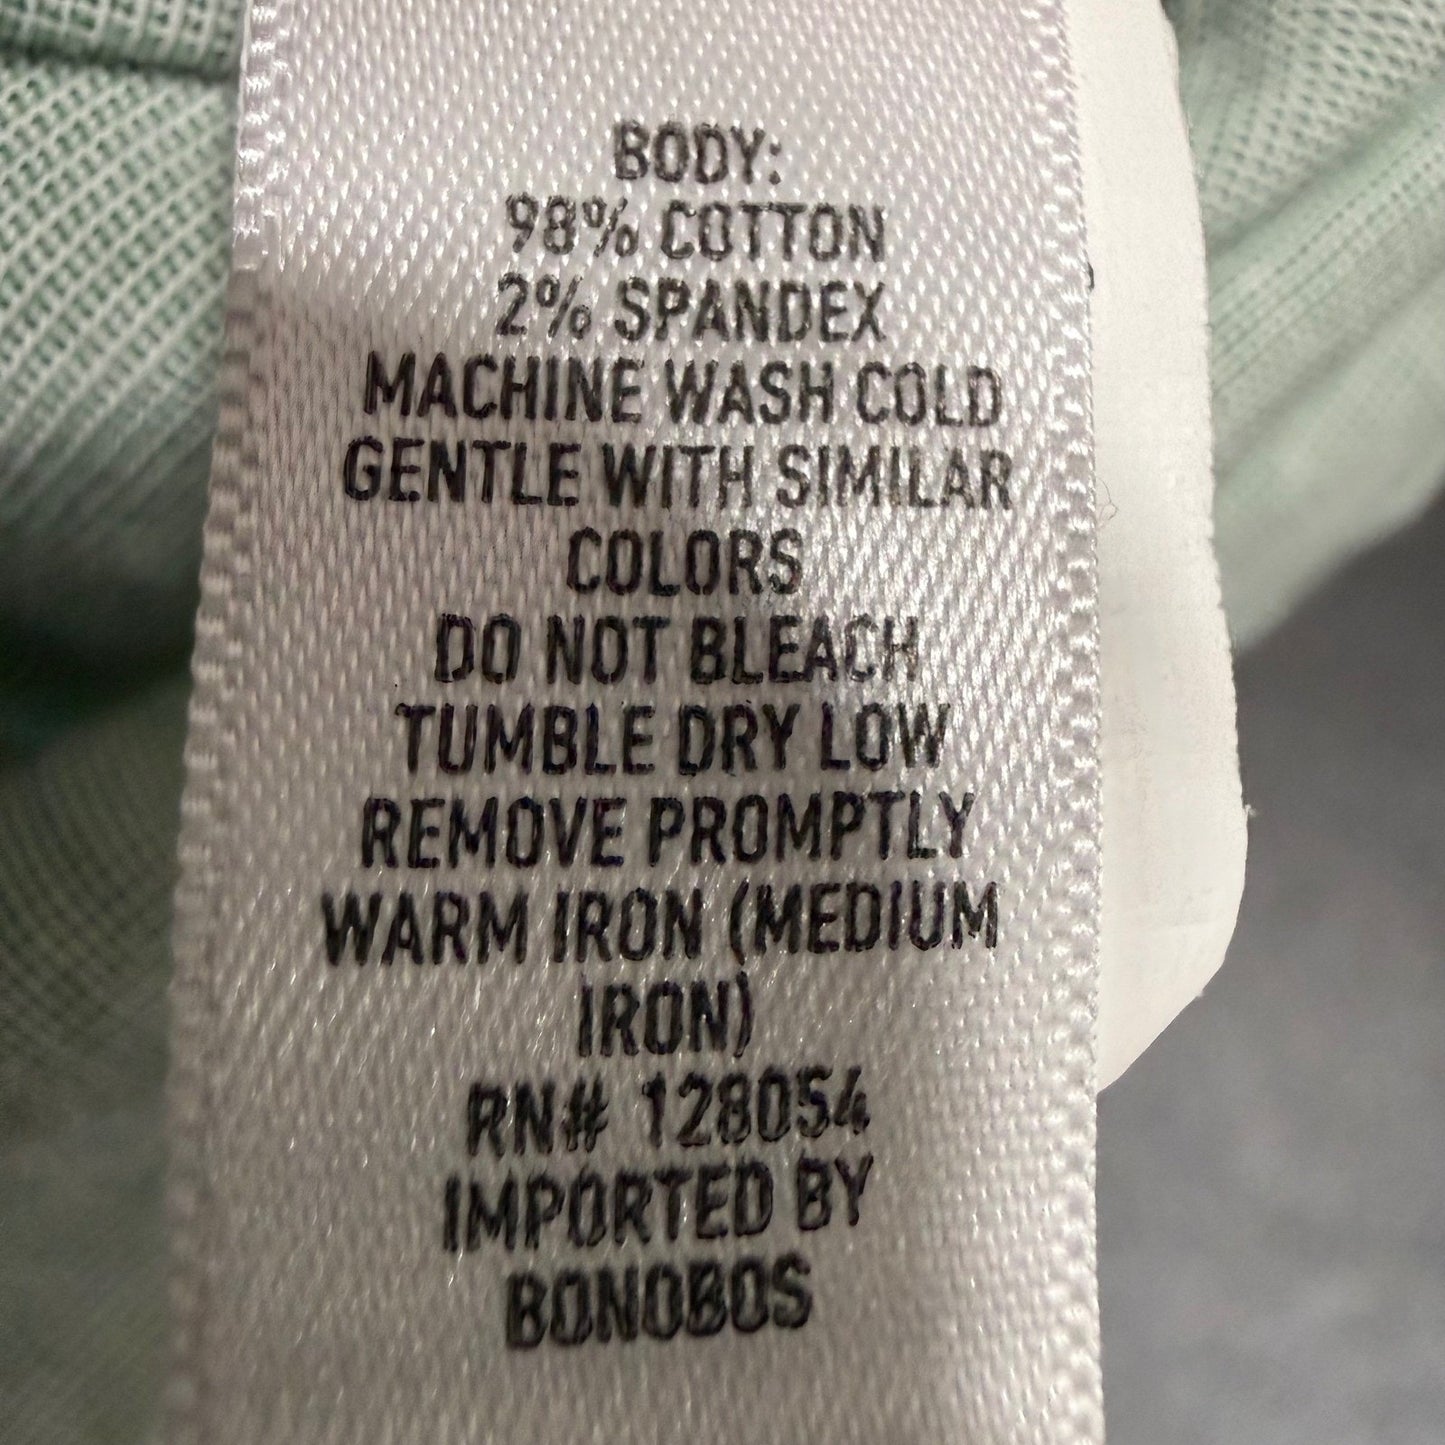 BODY:
98% COTTON
2% SPANDEX
MACHINE WASH COLD
GENTLE WITH SIMILAR
COLORS
DO NOT BLEACH
TUMBLE DRY LOW
REMOVE PROMPTLY
WARM IRON (MEDIUM
IRON)
RN# 128054
IMPORTED BY
BONOBOS